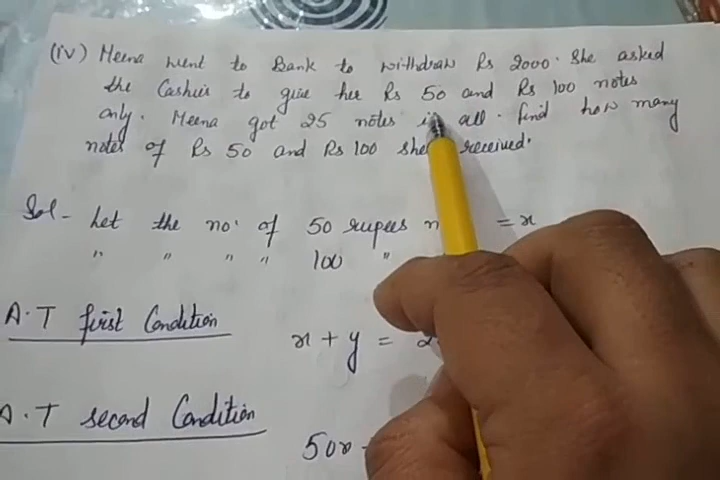 (iv) Meena went to Bank to withdraw Rs 2000. She asked
the Cashier to give her Rs 50 and Rs 100 notes
only. Meena got 25 notes in all. find how many
notes of Rs 50 and Rs 100 she received.
Sol - Let the no. of 50 rupees = x
" " " " 100 "
A.T first Condition
x + y = 2
A.T second Condition
50x